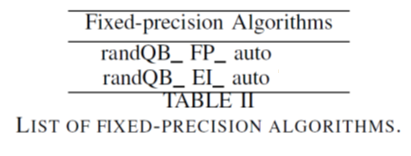 Fixed-precision Algorithms
randQB_ FP_ auto
randQB_ EI_ auto
TABLE II
LIST OF FIXED-PRECISION ALGORITHMS.